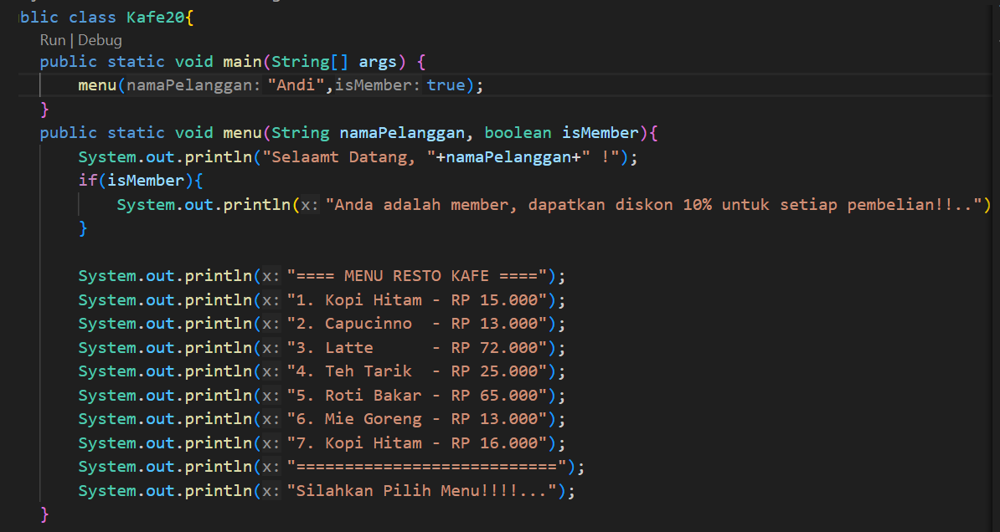 blic class Kafe20{
Run | Debug
public static void main(String[] args) {
menu(namaPelanggan: "Andi",isMember: true);
}
public static void menu(String namaPelanggan, boolean isMember){
System.out.println("Selaamt Datang, "+namaPelanggan+" !");
if(isMember){
System.out.println(x: "Anda adalah member, dapatkan diskon 10% untuk setiap pembelian!!..")
}
System.out.println(x: "==== MENU RESTO KAFE ====");
System.out.println(x: "1. Kopi Hitam - RP 15.000");
System.out.println(x: "2. Capucinno  - RP 13.000");
System.out.println(x: "3. Latte      - RP 72.000");
System.out.println(x: "4. Teh Tarik  - RP 25.000");
System.out.println(x: "5. Roti Bakar - RP 65.000");
System.out.println(x: "6. Mie Goreng - RP 13.000");
System.out.println(x: "7. Kopi Hitam - RP 16.000");
System.out.println(x: "===========================");
System.out.println(x: "Silahkan Pilih Menu!!!!...");
}